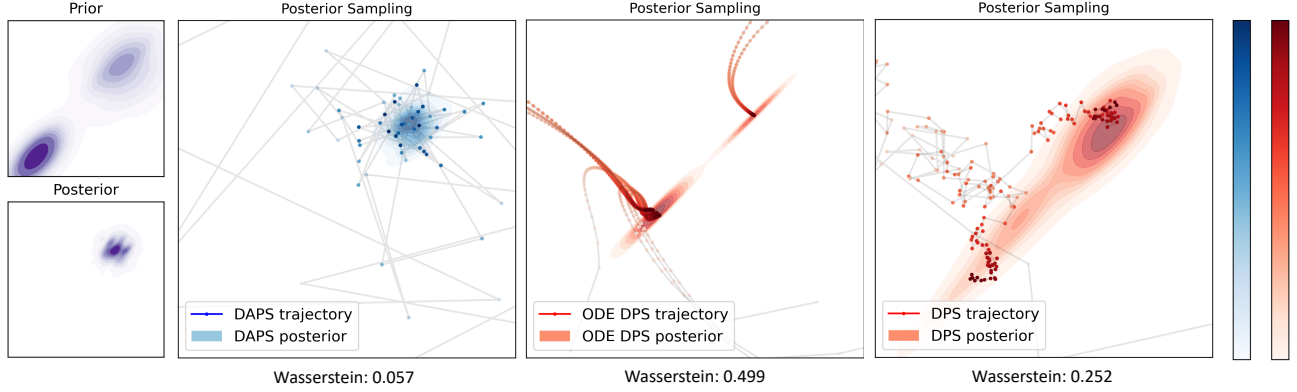 Prior
Posterior
Posterior Sampling
DAPS trajectory
DAPS posterior
Wasserstein: 0.057
Posterior Sampling
ODE DPS trajectory
ODE DPS posterior
Wasserstein: 0.499
Posterior Sampling
DPS trajectory
DPS posterior
Wasserstein: 0.252